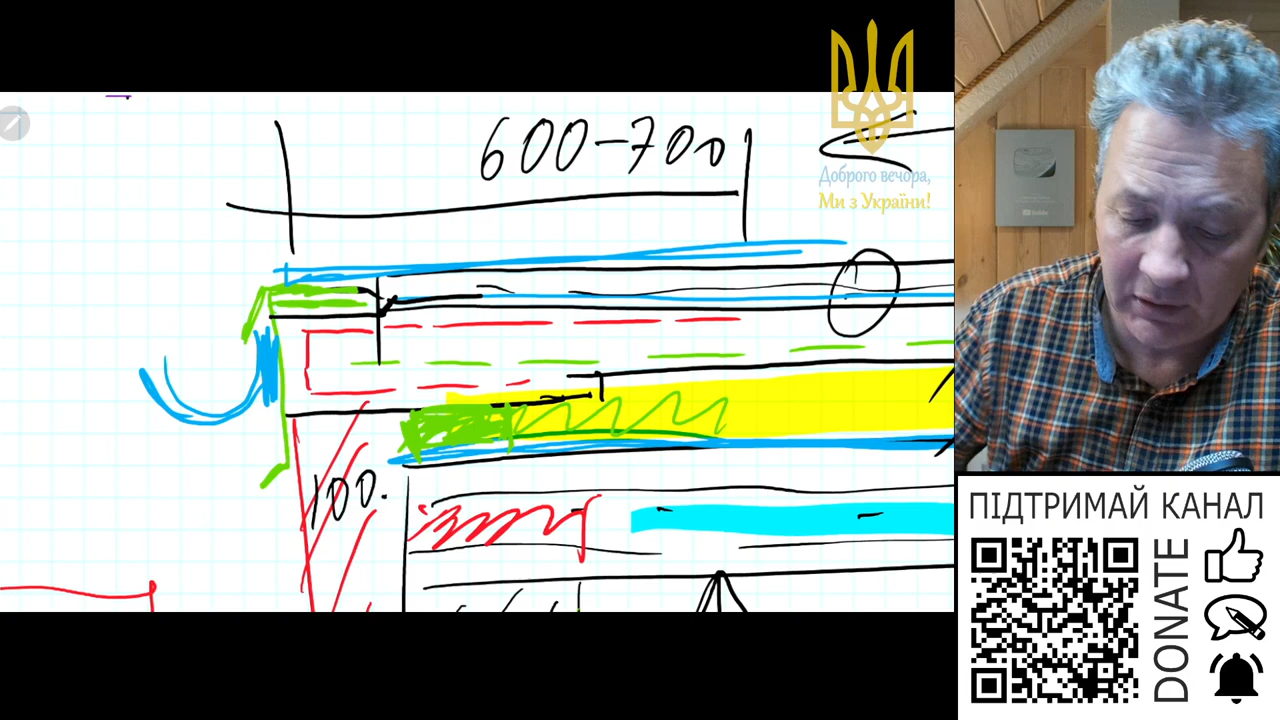 600-700
Доброго вечора,
Ми з України!
100.
ПІДТРИМАЙ КАНАЛ
DONATE